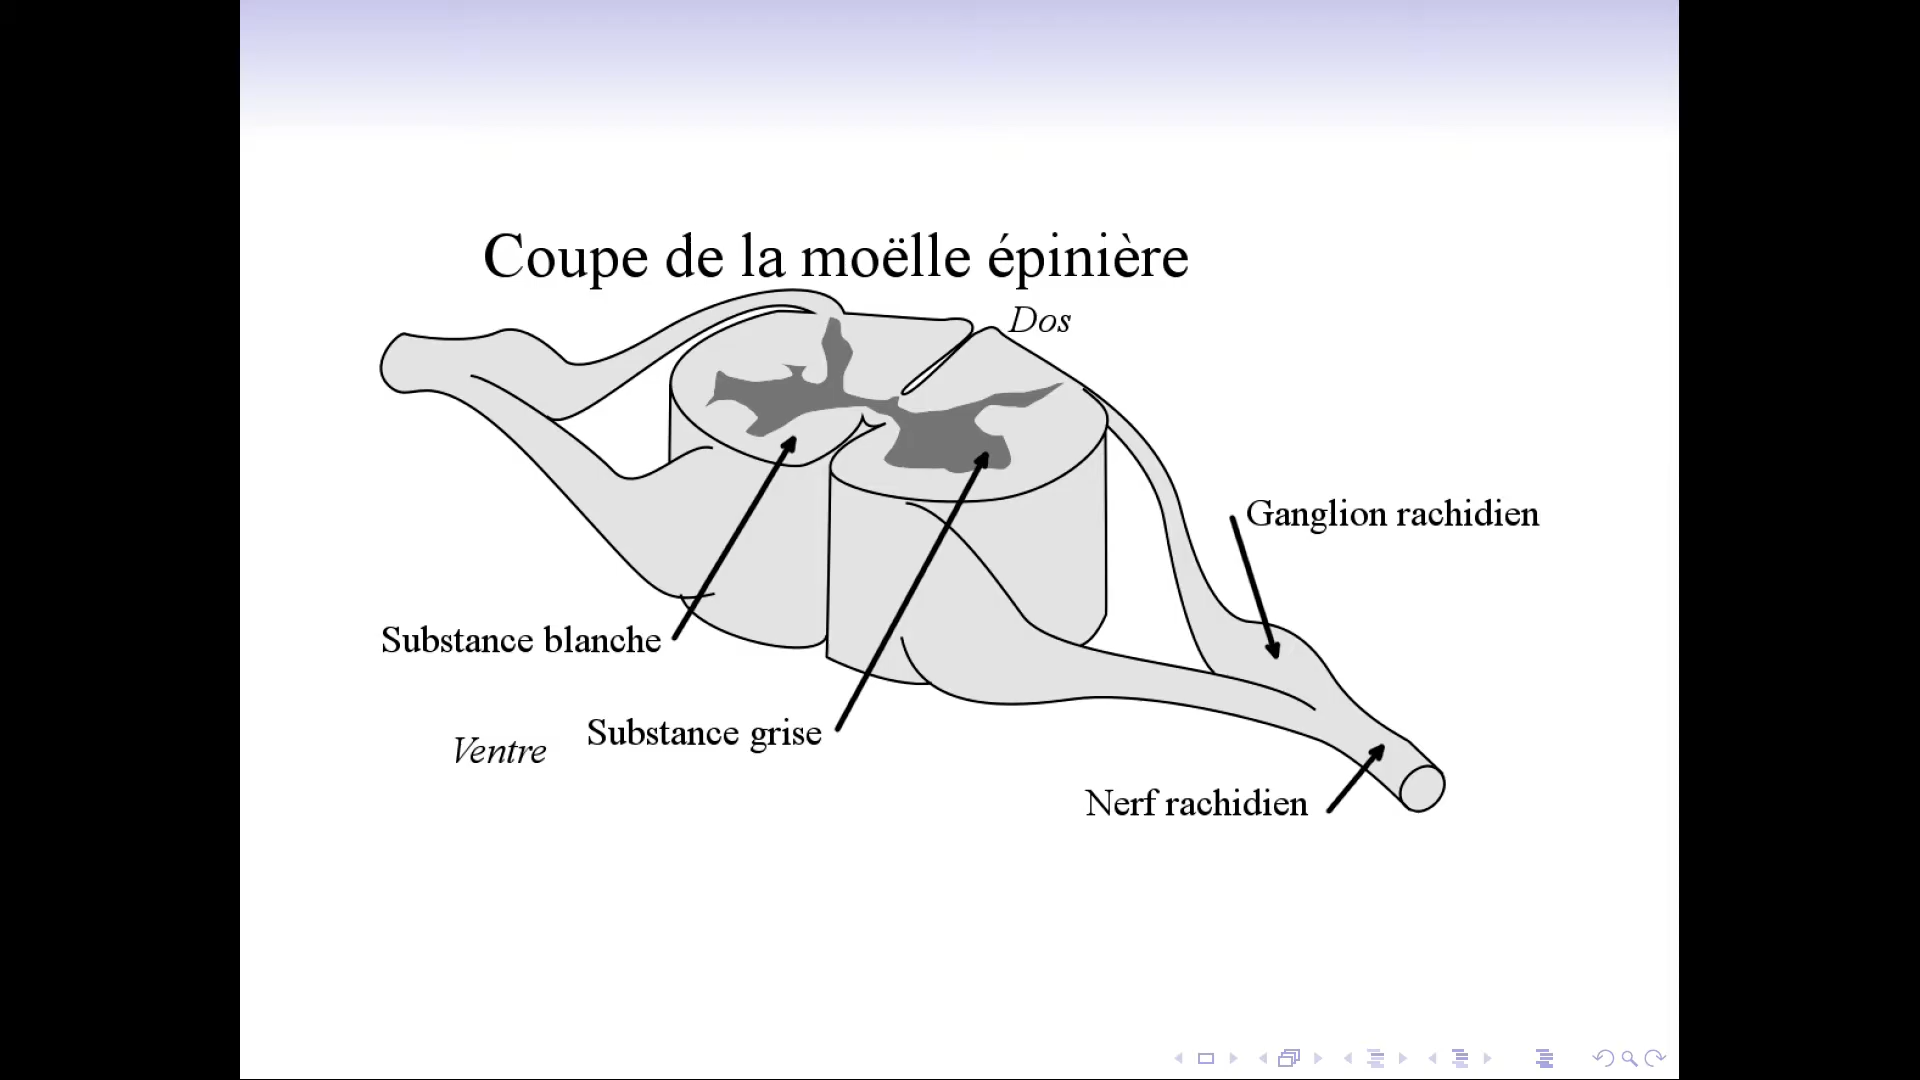 Coupe de la moëlle épinière
Dos
Ganglion rachidien
Substance blanche
Substance grise
Ventre
Nerf rachidien